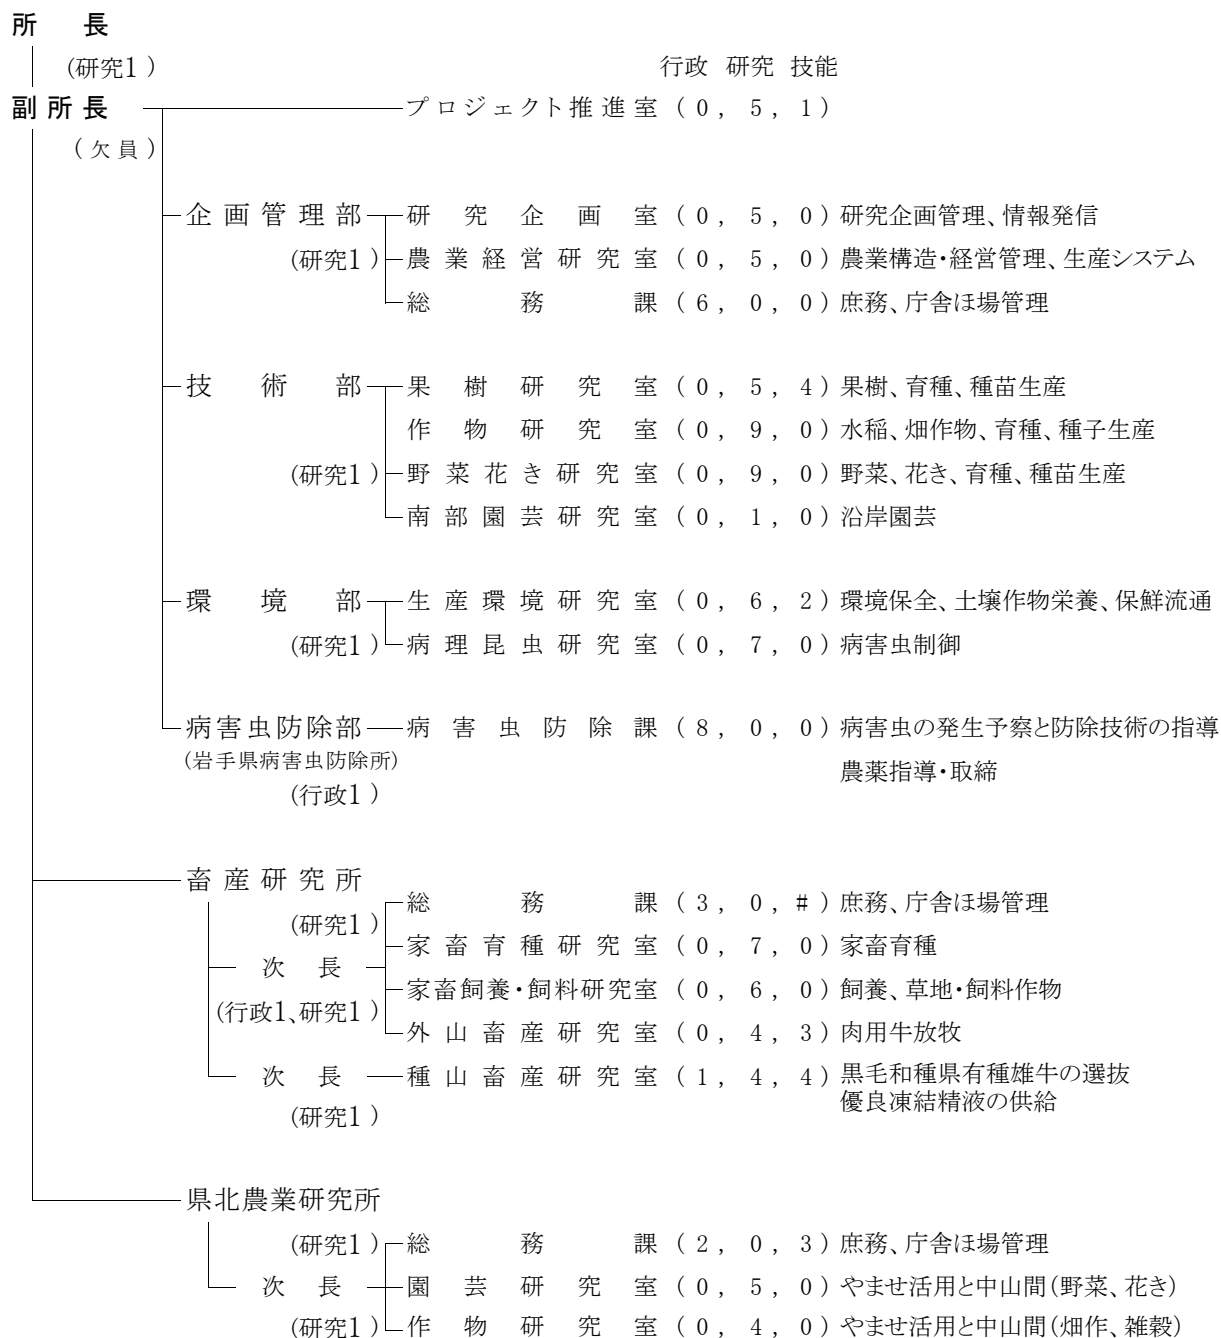 所長
(研究1) 行政 研究 技能
副所長 プロジェクト推進室 (0, 5, 1)
(欠員)
企画管理部 研究企画室 (0, 5, 0) 研究企画管理、情報発信
(研究1) 農業経営研究室 (0, 5, 0) 農業構造・経営管理、生産システム
総務課 (6, 0, 0) 庶務、庁舎ほ場管理
技術部 果樹研究室 (0, 5, 4) 果樹、育種、種苗生産
作物研究室 (0, 9, 0) 水稲、畑作物、育種、種子生産
(研究1) 野菜花き研究室 (0, 9, 0) 野菜、花き、育種、種苗生産
南部園芸研究室 (0, 1, 0) 沿岸園芸
環境部 生産環境研究室 (0, 6, 2) 環境保全、土壌作物栄養、保鮮流通
(研究1) 病理昆虫研究室 (0, 7, 0) 病害虫制御
病害虫防除部 病害虫防除課 (8, 0, 0) 病害虫の発生予察と防除技術の指導
(岩手県病害虫防除所) 農薬指導・取締
(行政1)
畜産研究所
総務課 (3, 0, #) 庶務、庁舎ほ場管理
(研究1)
家畜育種研究室 (0, 7, 0) 家畜育種
次長
家畜飼養・飼料研究室 (0, 6, 0) 飼養、草地・飼料作物
(行政1、研究1)
外山畜産研究室 (0, 4, 3) 肉用牛放牧
次長 種山畜産研究室 (1, 4, 4) 黒毛和種県有種雄牛の選抜
優良凍結精液の供給
(研究1)
県北農業研究所
(研究1) 総務課 (2, 0, 3) 庶務、庁舎ほ場管理
次長 園芸研究室 (0, 5, 0) やませ活用と中山間(野菜、花き)
(研究1) 作物研究室 (0, 4, 0) やませ活用と中山間(畑作、雑穀)